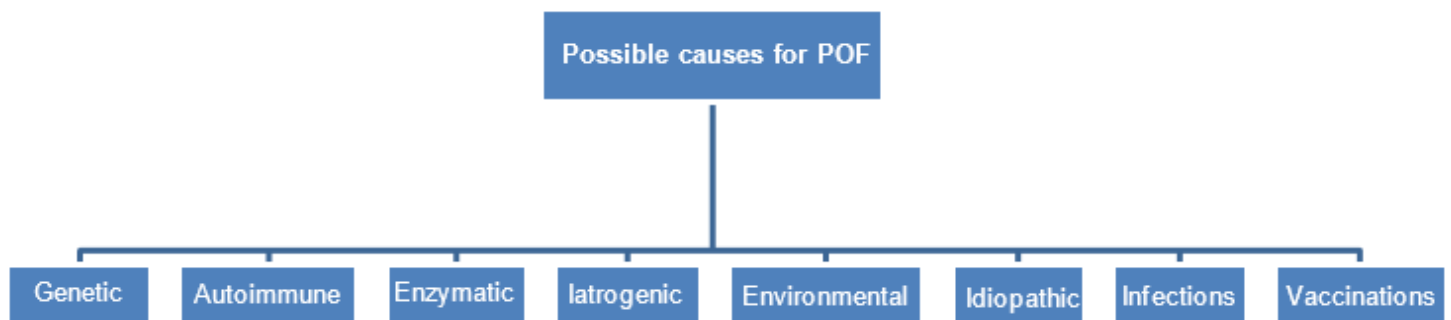 Possible causes for POF
Genetic
Autoimmune
Enzymatic
Iatrogenic
Environmental
Idiopathic
Infections
Vaccinations